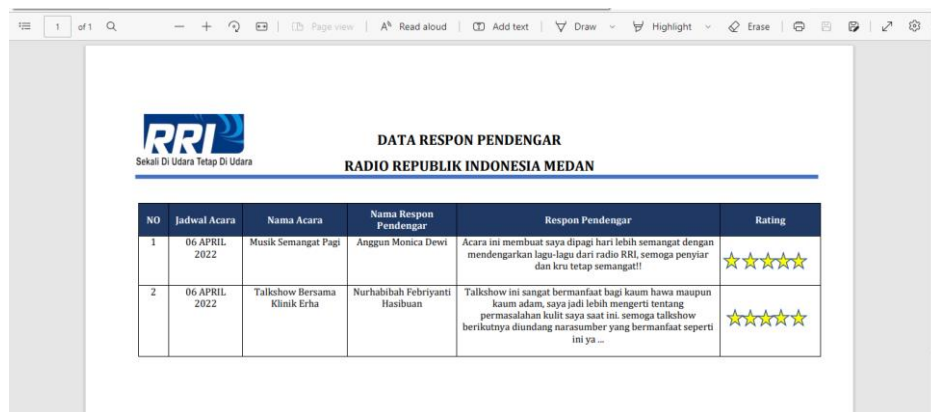 1 of 1 Page view Read aloud Add text Draw Highlight Erase
RRI
Sekali Di Udara Tetap Di Udara
DATA RESPON PENDENGAR
RADIO REPUBLIK INDONESIA MEDAN
NO Jadwal Acara Nama Acara Nama Respon Pendengar Respon Pendengar Rating
1 06 APRIL 2022 Musik Semangat Pagi Anggun Monica Dewi Acara ini membuat saya dipagi hari lebih semangat dengan
mendengarkan lagu-lagu dari radio RRI, semoga penyiar
dan kru tetap semangat!!
2 06 APRIL 2022 Talkshow Bersama Klinik Erha Nurhabibah Febriyanti Hasibuan Talkshow ini sangat bermanfaat bagi kaum hawa maupun
kaum adam, saya jadi lebih mengerti tentang
permasalahan kulit saya saat ini. semoga talkshow
berikutnya diundang narasumber yang bermanfaat seperti
ini ya ...